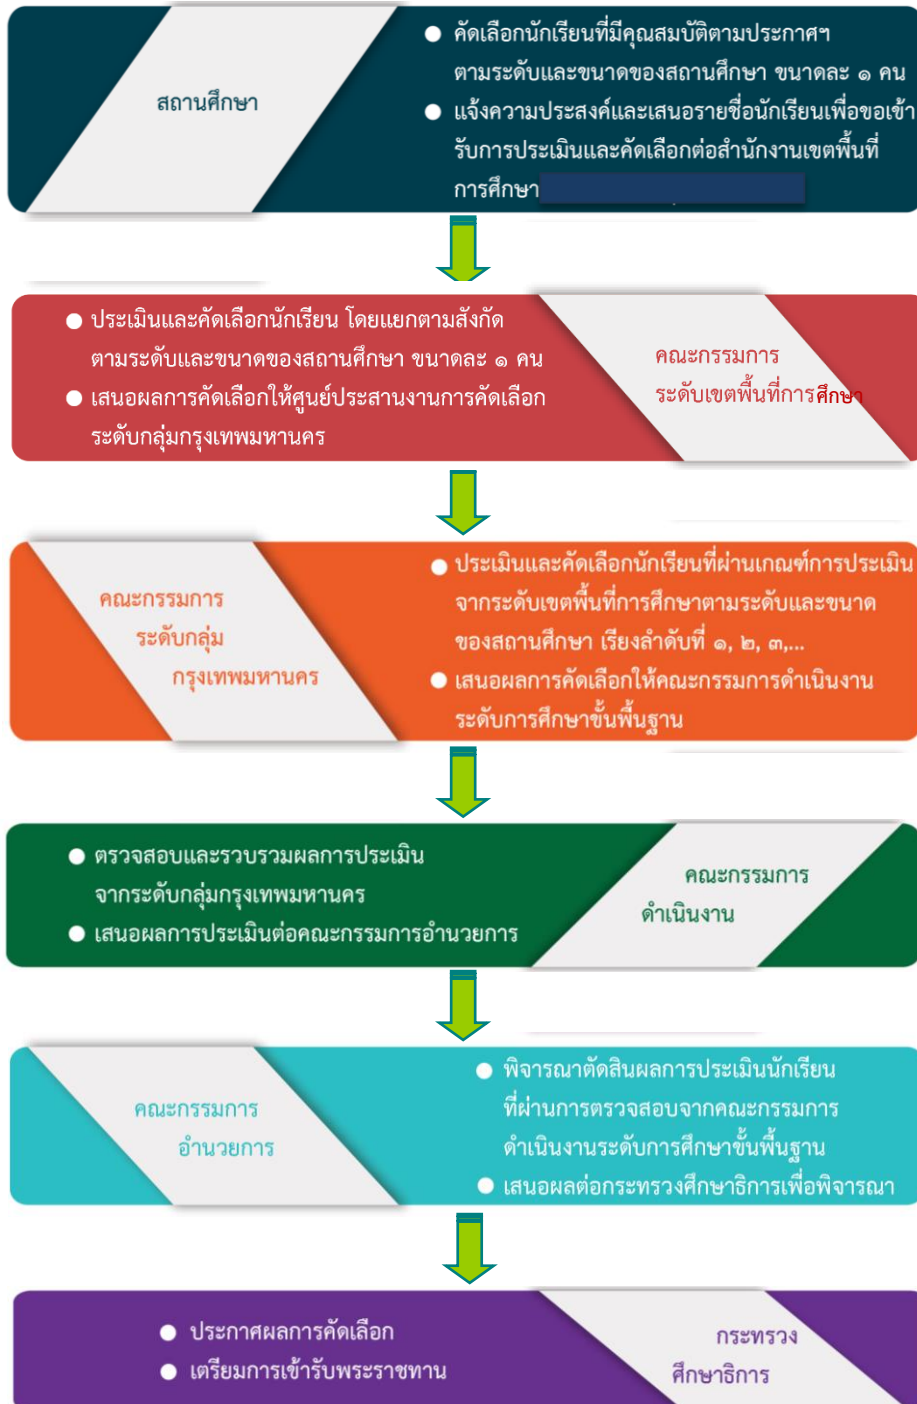 สถานศึกษา
คัดเลือกนักเรียนที่มีคุณสมบัติตามประกาศฯ
ตามระดับและขนาดของสถานศึกษา ขนาดละ ๑ คน
แจ้งความประสงค์และเสนอรายชื่อนักเรียนเพื่อขอเข้า
รับการประเมินและคัดเลือกต่อสำนักงานเขตพื้นที่
การศึกษา
ประเมินและคัดเลือกนักเรียน โดยแยกตามสังกัด
ตามระดับและขนาดของสถานศึกษา ขนาดละ ๑ คน
เสนอผลการคัดเลือกให้ศูนย์ประสานงานการคัดเลือก
ระดับกลุ่มกรุงเทพมหานคร
คณะกรรมการ
ระดับเขตพื้นที่การศึกษา
คณะกรรมการ
ระดับกลุ่ม
กรุงเทพมหานคร
ประเมินและคัดเลือกนักเรียนที่ผ่านเกณฑ์การประเมิน
จากระดับเขตพื้นที่การศึกษาตามระดับและขนาด
ของสถานศึกษา เรียงลำดับที่ ๑, ๒, ๓,...
เสนอผลการคัดเลือกให้คณะกรรมการดำเนินงาน
ระดับการศึกษาขั้นพื้นฐาน
ตรวจสอบและรวบรวมผลการประเมิน
จากระดับกลุ่มกรุงเทพมหานคร
เสนอผลการประเมินต่อคณะกรรมการอำนวยการ
คณะกรรมการ
ดำเนินงาน
คณะกรรมการ
อำนวยการ
พิจารณาตัดสินผลการประเมินนักเรียน
ที่ผ่านการตรวจสอบจากคณะกรรมการ
ดำเนินงานระดับการศึกษาขั้นพื้นฐาน
เสนอผลต่อกระทรวงศึกษาธิการเพื่อพิจารณา
ประกาศผลการคัดเลือก
เตรียมการเข้ารับพระราชทาน
กระทรวง
ศึกษาธิการ